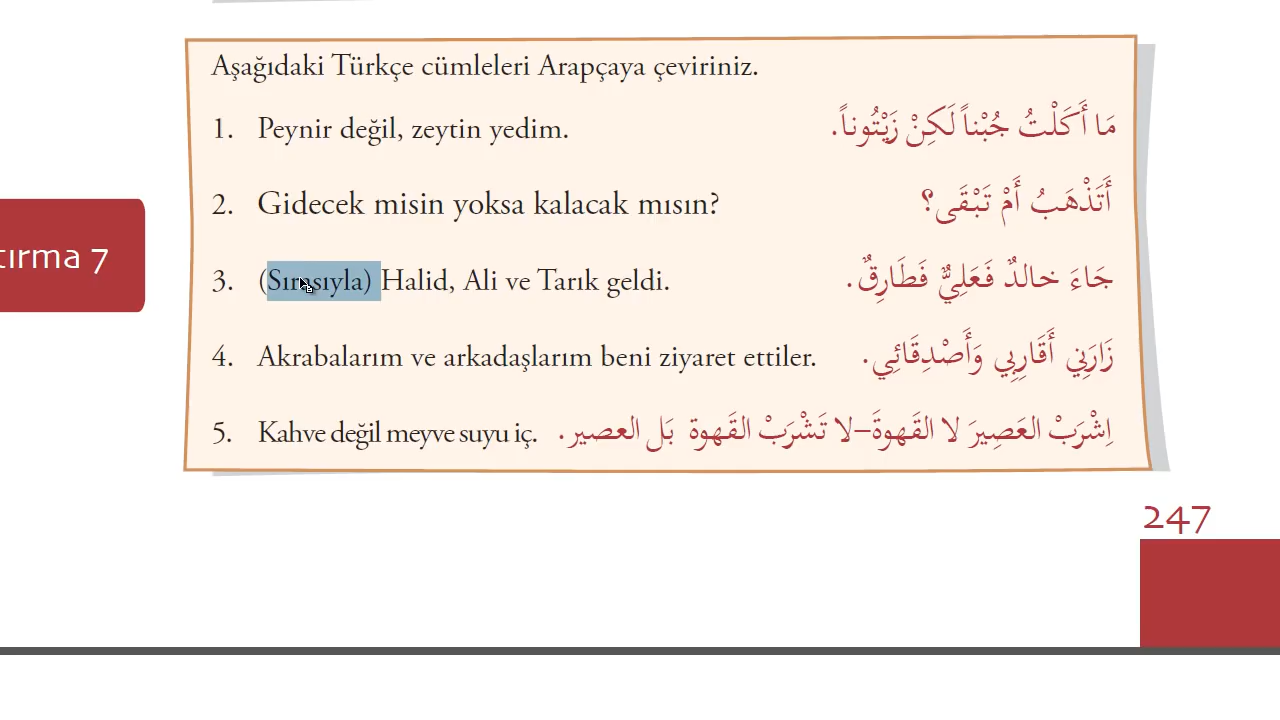 Aşağıdaki Türkçe cümleleri Arapçaya çeviriniz.
1. Peynir değil, zeytin yedim. مَا أَكَلْتُ جُبْناً لَكِنْ زَيْتُوناً.
2. Gidecek misin yoksa kalacak mısın? أَتَذْهَبُ أَمْ تَبْقَى؟
tırma 7
3. (Sırasıyla) Halid, Ali ve Tarık geldi. جَاءَ خالدٌ فَعَلِيٌّ فَطَارِقٌ.
4. Akrabalarım ve arkadaşlarım beni ziyaret ettiler. زَارَنِي أَقَارِبِي وَأَصْدِقَائِي.
5. Kahve değil meyve suyu iç. اِشْرَبْ العَصِيرَ لا القَهوةَ–لا تَشْرَبْ القَهوة بَل العصير.
247